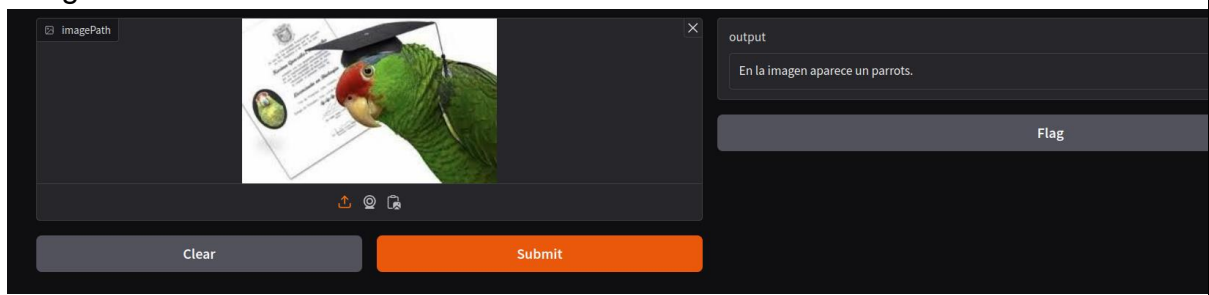 imagePath
output
En la imagen aparece un parrots.
Flag
Clear
Submit